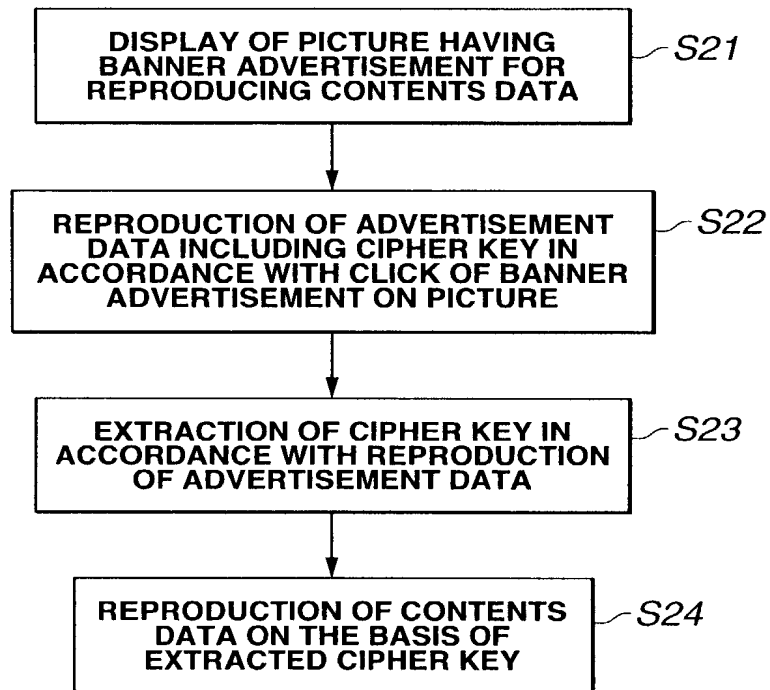 DISPLAY OF PICTURE HAVING
BANNER ADVERTISEMENT FOR
REPRODUCING CONTENTS DATA
S21
REPRODUCTION OF ADVERTISEMENT
DATA INCLUDING CIPHER KEY IN
ACCORDANCE WITH CLICK OF BANNER
ADVERTISEMENT ON PICTURE
S22
EXTRACTION OF CIPHER KEY IN
ACCORDANCE WITH REPRODUCTION
OF ADVERTISEMENT DATA
S23
REPRODUCTION OF CONTENTS
DATA ON THE BASIS OF
EXTRACTED CIPHER KEY
S24